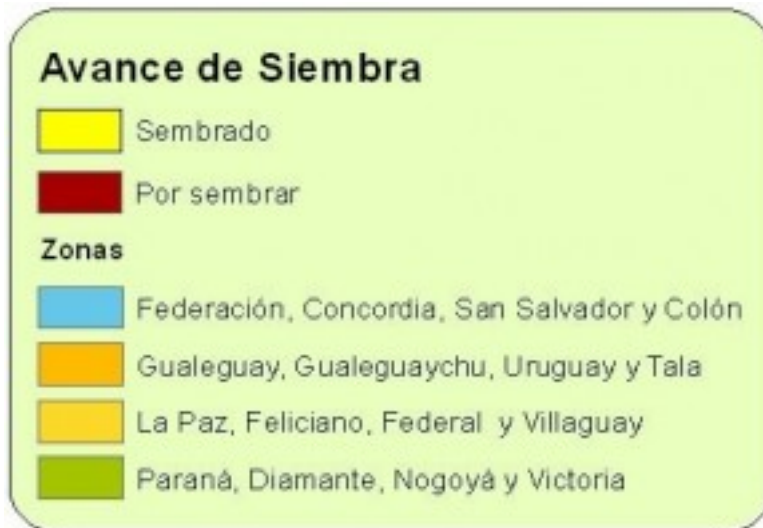 Avance de Siembra
Sembrado
Por sembrar
Zonas
Federación, Concordia, San Salvador y Colón
Gualeguay, Gualeguaychu, Uruguay y Tala
La Paz, Feliciano, Federal y Villaguay
Paraná, Diamante, Nogoyá y Victoria